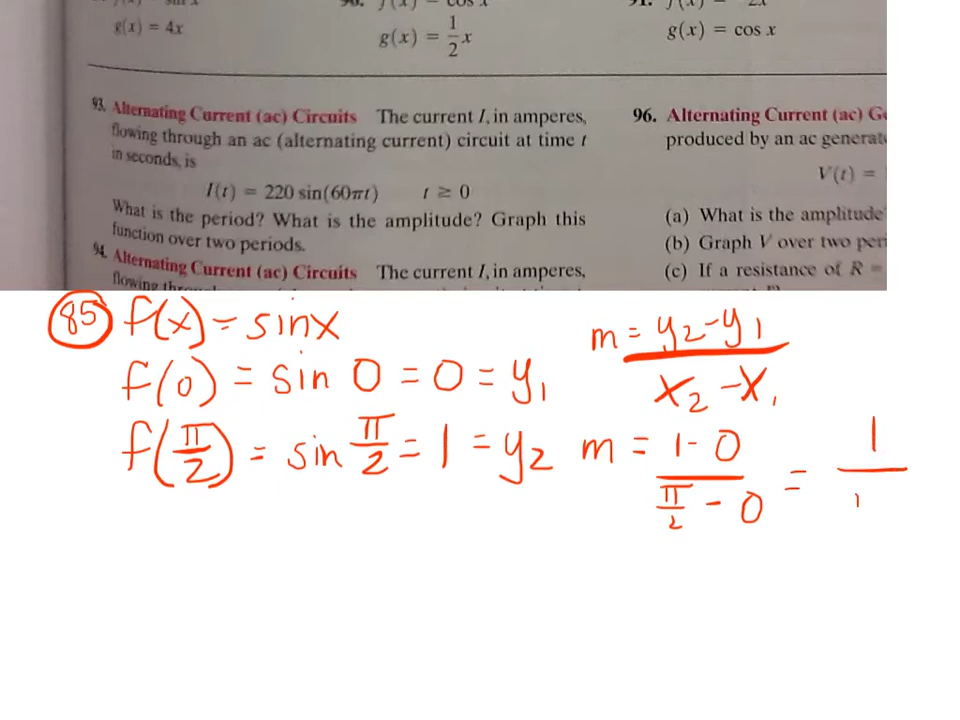 g(x) = 4x
g(x) = 1/2 x
g(x) = cos x
93. Alternating Current (ac) Circuits The current I, in amperes,
flowing through an ac (alternating current) circuit at time t
in seconds, is
I(t) = 220 sin(60πt) t ≥ 0
What is the period? What is the amplitude? Graph this
function over two periods.
94. Alternating Current (ac) Circuits The current I, in amperes,
96. Alternating Current (ac)
produced by an ac
V(t) =
(a) What is the amplitude
(b) Graph V over two
(c) If a resistance of R =
85 f(x) = sinx
f(0) = sin 0 = 0 = y₁
f(π/2) = sin π/2 = 1 = y₂
m = y₂-y₁ / x₂-x₁
m = 1-0 / π/2 - 0 = 1